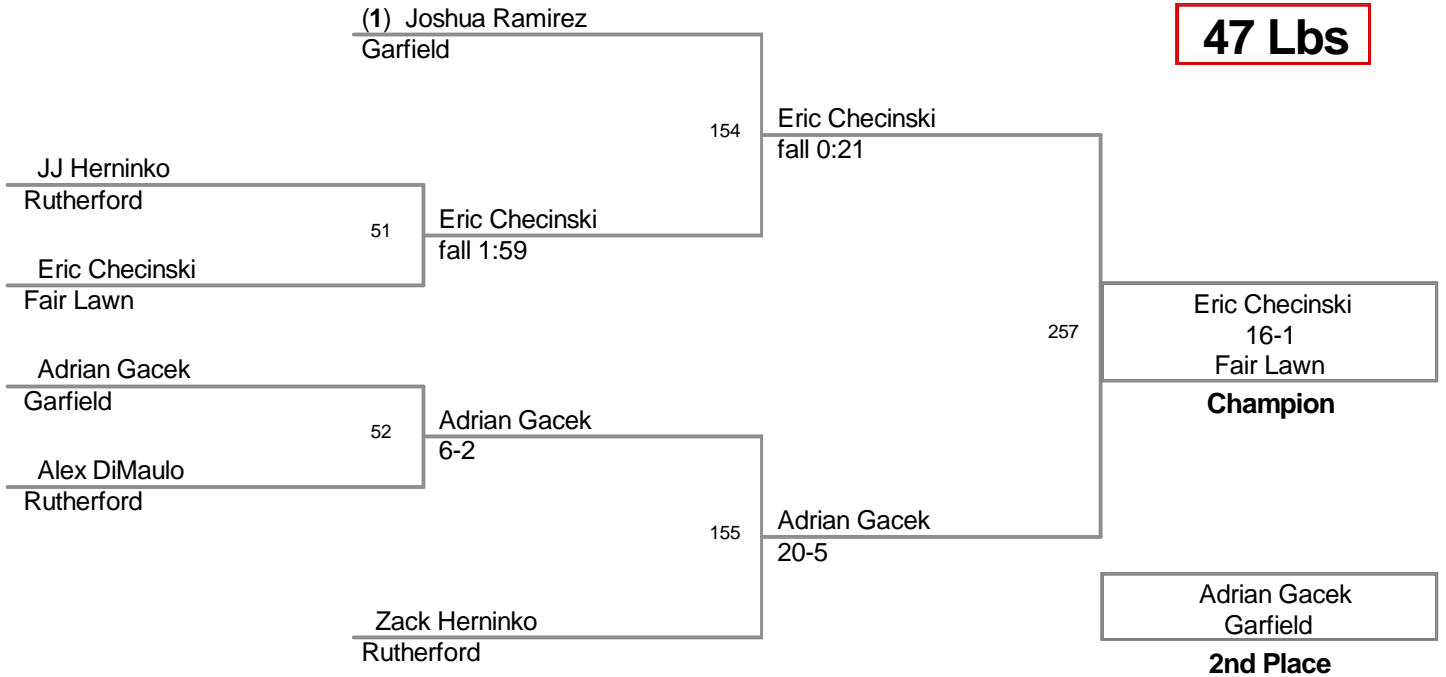 (1) Joshua Ramirez
Garfield
47 Lbs
154
Eric Checinski
fall 0:21
JJ Herninko
Rutherford
51
Eric Checinski
fall 1:59
Eric Checinski
Fair Lawn
257
Eric Checinski
16-1
Fair Lawn
Champion
Adrian Gacek
Garfield
52
Adrian Gacek
6-2
Alex DiMaulo
Rutherford
155
Adrian Gacek
20-5
Zack Herninko
Rutherford
Adrian Gacek
Garfield
2nd Place